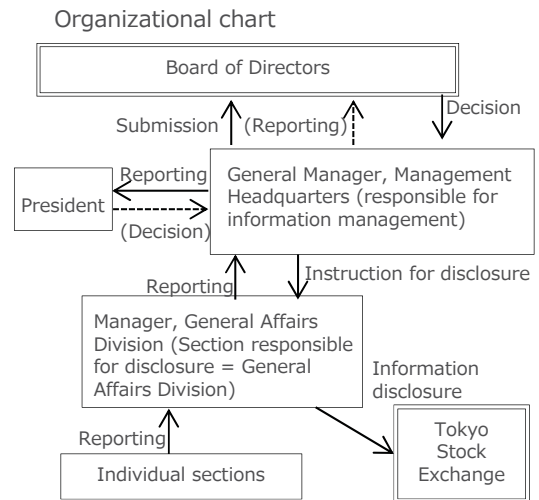 Organizational chart
Board of Directors
Submission
(Reporting)
Decision
Reporting
President
(Decision)
General Manager, Management
Headquarters (responsible for
information management)
Reporting
Instruction for disclosure
Manager, General Affairs
Division (Section responsible
for disclosure = General
Affairs Division)
Information
disclosure
Reporting
Individual sections
Tokyo
Stock
Exchange